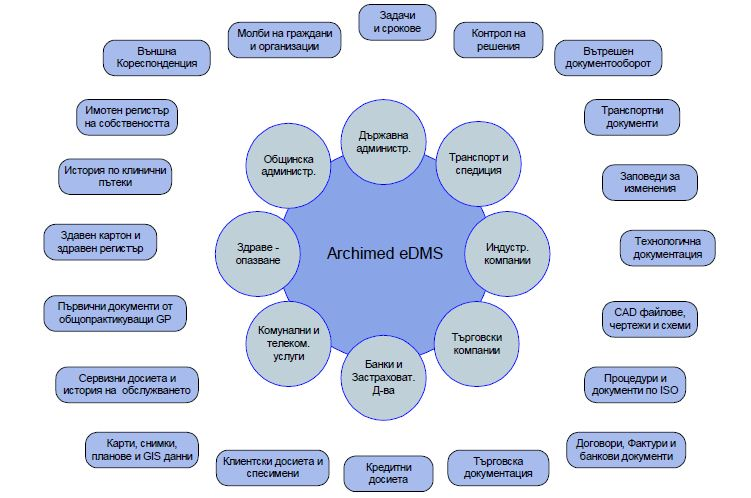 Задачи
и срокове
Молби на граждани
и организации
Контрол на
решения
Външна
Кореспонденция
Вътрешен
документооборот
Имотен регистър
на собствеността
Транспортни
документи
История по клинични
пътеки
Заповеди за
изменения
Здавен картон и
здравен регистър
Технологична
документация
Първични документи от
общопрактикуващи GP
CAD файлове,
чертежи и схеми
Сервизни досиета и
история на обслужването
Процедури и
документи по ISO
Карти, снимки,
планове и GIS данни
Клиентски досиета и
спесимени
Кредитни
досиета
Търговска
документация
Договори, Фактури и
банкови документи
Държавна
администр.
Общинска
администр.
Транспорт и
спедиция
Здраве -
опазване
Archimed eDMS
Индустр.
компании
Комунални и
телеком.
услуги
Търговски
компании
Банки и
Застраховат.
Д-ва